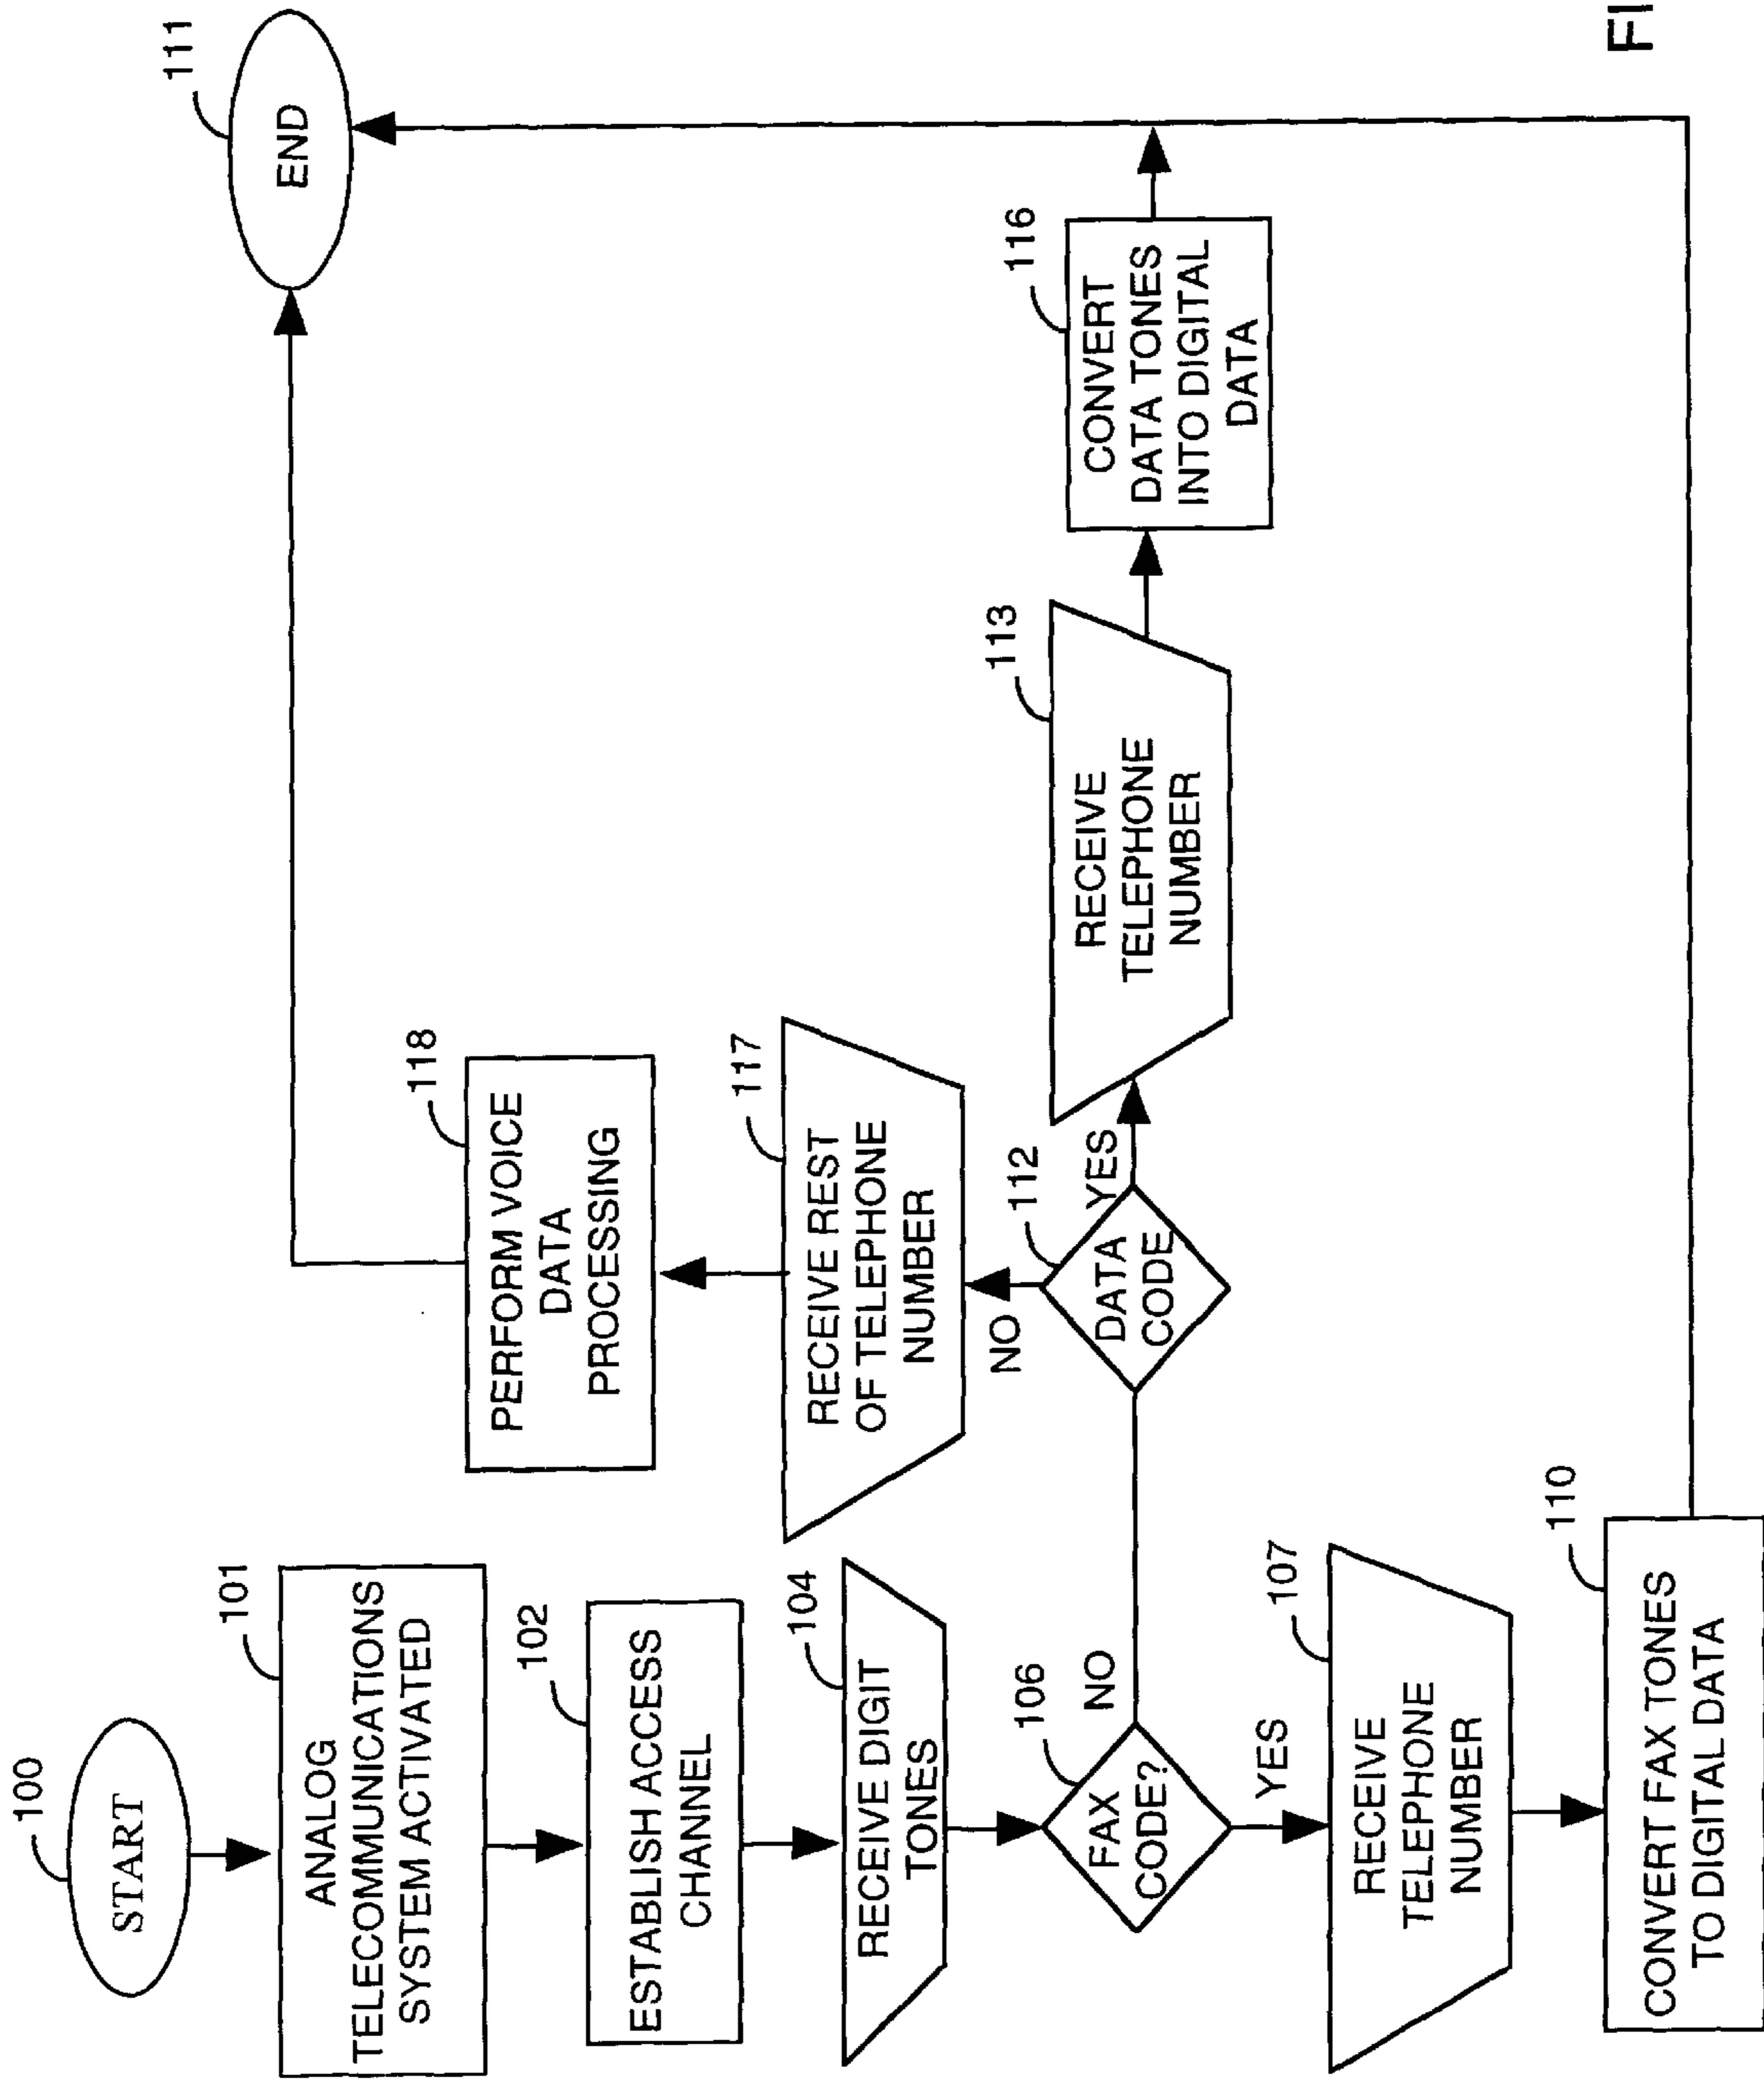 100
START
101
ANALOG
TELECOMMUNICATIONS
SYSTEM ACTIVATED
102
ESTABLISH ACCESS
CHANNEL
104
RECEIVE DIGIT
TONES
106
FAX
CODE?
NO
YES
107
RECEIVE
TELEPHONE
NUMBER
110
CONVERT FAX TONES
TO DIGITAL DATA
112
DATA
CODE
NO
YES
117
RECEIVE REST
OF TELEPHONE
NUMBER
118
PERFORM VOICE
DATA
PROCESSING
113
RECEIVE
TELEPHONE
NUMBER
116
CONVERT
DATA TONES
INTO DIGITAL
DATA
111
END
FI